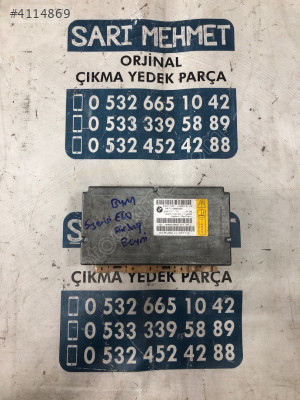 #4114869
SARI MEHMET
ORJİNAL
ÇIKMA YEDEK PARÇA
0 532 665 10 42
0 533 339 58 89
0 532 452 42 88
BMW
ÇIKMA YEDEK PARÇA
0 532 665 10 42
0 533 339 58 89
0 532 452 42 88